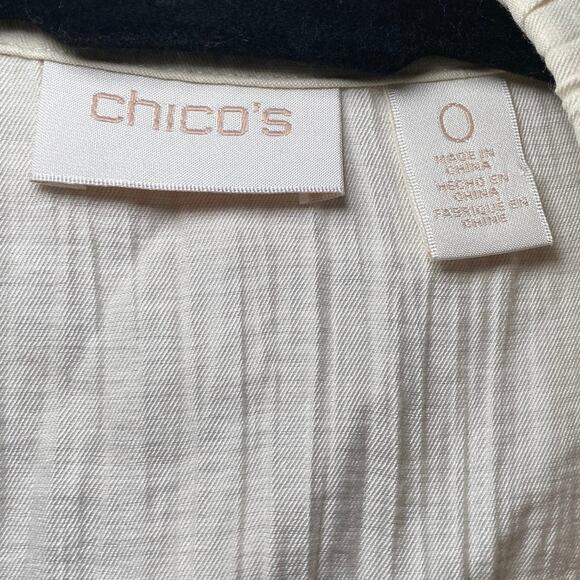 chico's
0
MADE IN
CHINA
HECHO EN
CHINA
FABRIQUE EN
CHINE